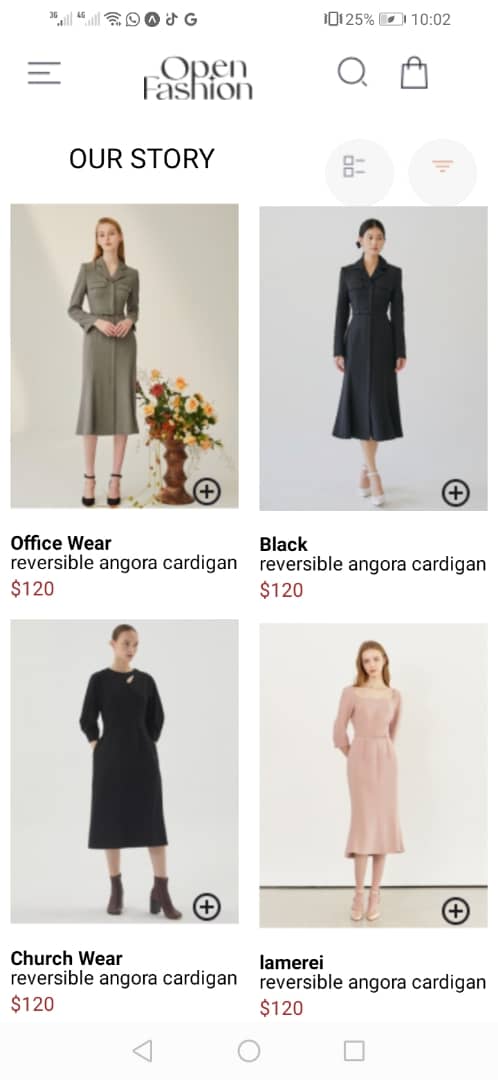 3G 4G 25% 10:02
Open
Fashion
OUR STORY
Office Wear
reversible angora cardigan
$120
Black
reversible angora cardigan
$120
Church Wear
reversible angora cardigan
$120
lamerei
reversible angora cardigan
$120